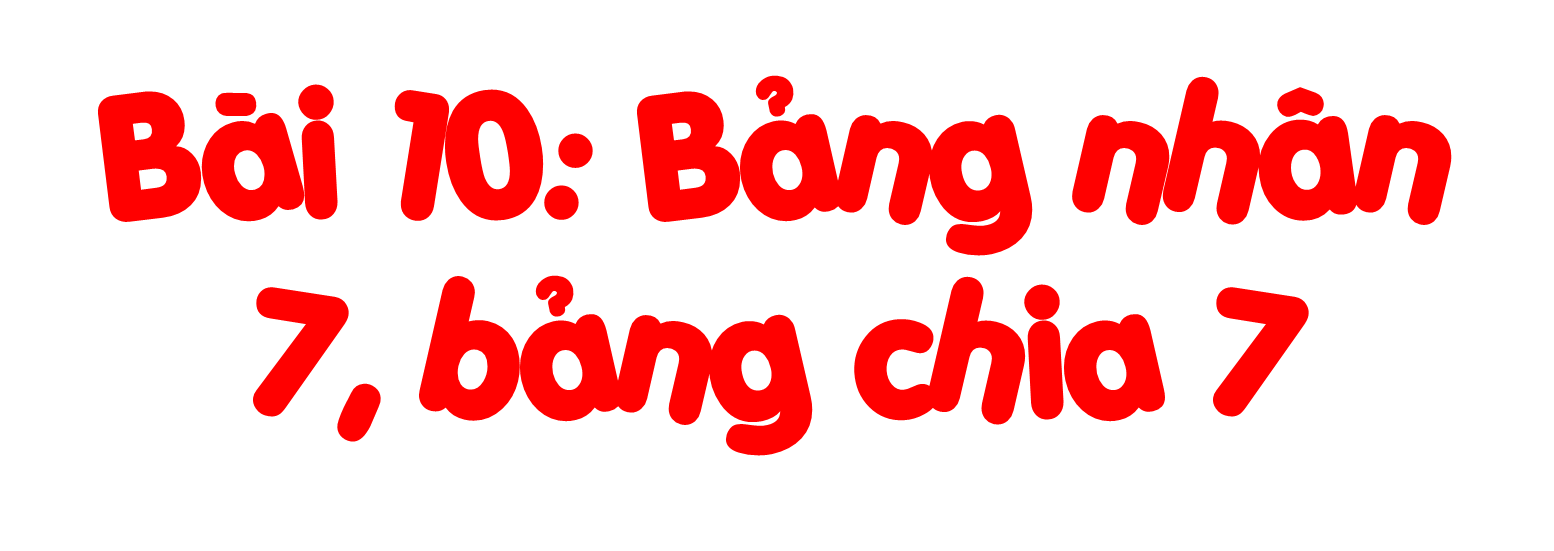 Bài 10: Bảng nhân
7, bảng chia 7